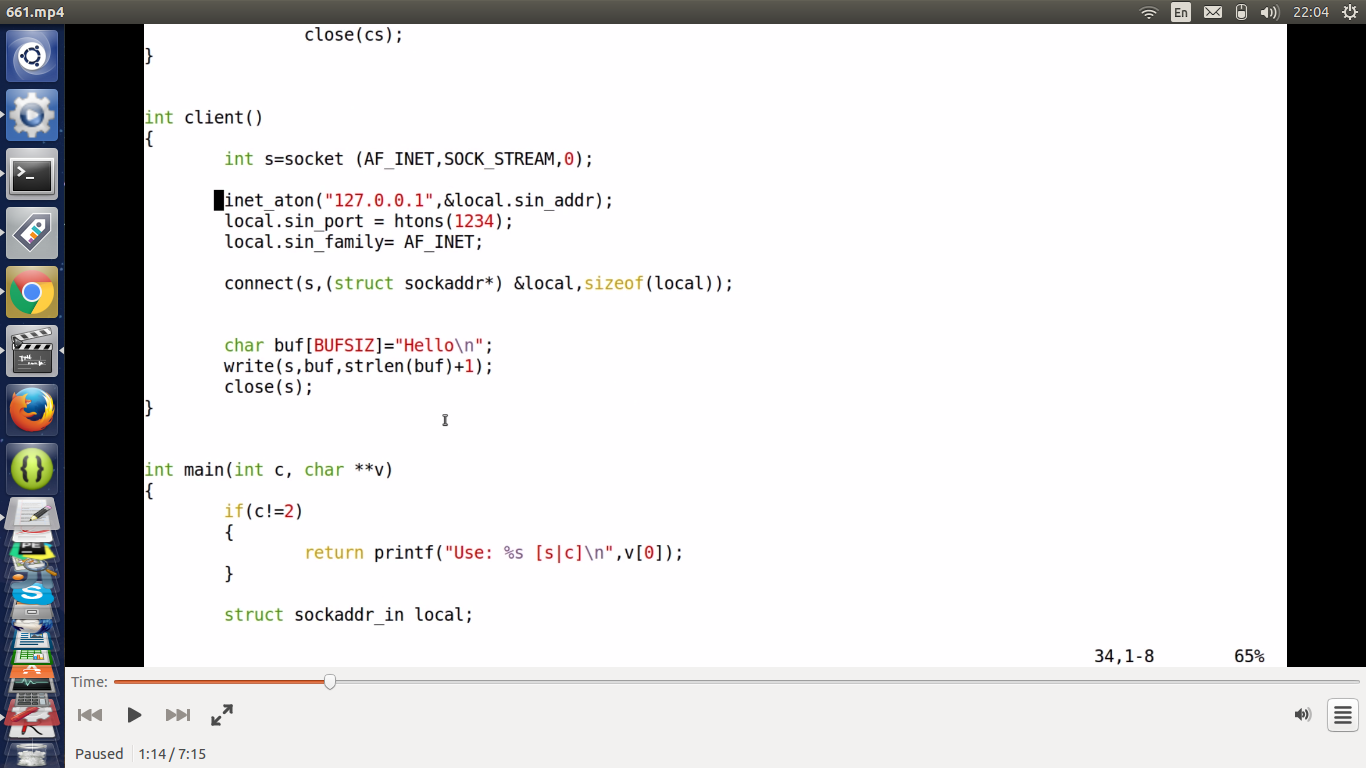 661.mp4
En
22:04
close(cs);
}
int client()
{
int s=socket (AF_INET,SOCK_STREAM,0);
inet_aton("127.0.0.1",&local.sin_addr);
local.sin_port = htons(1234);
local.sin_family= AF_INET;
connect(s,(struct sockaddr*) &local,sizeof(local));
char buf[BUFSIZ]="Hello\n";
write(s,buf,strlen(buf)+1);
close(s);
}
int main(int c, char **v)
{
if(c!=2)
{
return printf("Use: %s [s|c]\n",v[0]);
}
struct sockaddr_in local;
34,1-8 65%
Time:
Paused 1:14 / 7:15